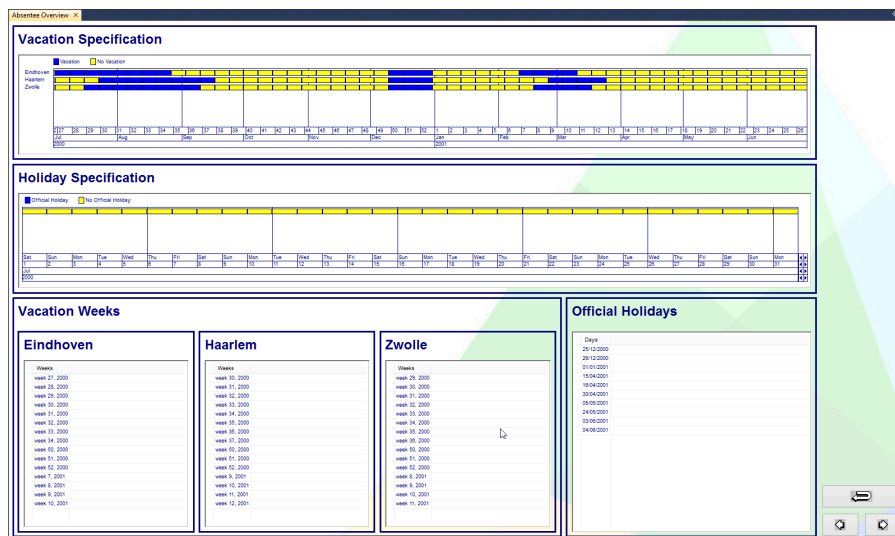 Absentee Overview ×
Vacation Specification
Vacation No Vacation
Eindhoven
Haarlem
Zwolle
27 28 29 30 31 32 33 34 35 36 37 38 39 40 41 42 43 44 45 46 47 48 49 50 51 52 1 2 3 4 5 6 7 8 9 10 11 12 13 14 15 16 17 18 19 20 21 22 23 24 25 26
Jul Aug Sep Oct Nov Dec Jan Feb Mar Apr May Jun
2000 2001
Holiday Specification
Official Holiday No Official Holiday
Sat Sun Mon Tue Wed Thu Fri Sat Sun Mon Tue Wed Thu Fri Sat Sun Mon Tue Wed Thu Fri Sat Sun Mon Tue Wed Thu Fri Sat Sun Mon
1 2 3 4 5 6 7 8 9 10 11 12 13 14 15 16 17 18 19 20 21 22 23 24 25 26 27 28 29 30 31
Jul
2000
Vacation Weeks
Eindhoven
Weeks
week 27, 2000
week 28, 2000
week 29, 2000
week 30, 2000
week 31, 2000
week 32, 2000
week 33, 2000
week 34, 2000
week 50, 2000
week 51, 2000
week 52, 2000
week 7, 2001
week 8, 2001
week 9, 2001
week 10, 2001
Haarlem
Weeks
week 30, 2000
week 31, 2000
week 32, 2000
week 33, 2000
week 34, 2000
week 35, 2000
week 36, 2000
week 37, 2000
week 50, 2000
week 51, 2000
week 52, 2000
week 9, 2001
week 10, 2001
week 11, 2001
week 12, 2001
Zwolle
Weeks
week 29, 2000
week 30, 2000
week 31, 2000
week 32, 2000
week 33, 2000
week 34, 2000
week 35, 2000
week 36, 2000
week 50, 2000
week 51, 2000
week 52, 2000
week 8, 2001
week 9, 2001
week 10, 2001
week 11, 2001
Official Holidays
Days
25/12/2000
26/12/2000
01/01/2001
15/04/2001
16/04/2001
30/04/2001
05/05/2001
24/05/2001
03/06/2001
04/06/2001